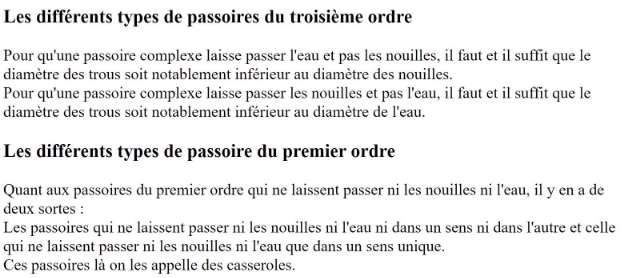 Les différents types de passoires du troisième ordre
Pour qu'une passoire complexe laisse passer l'eau et pas les nouilles, il faut et il suffit que le
diamètre des trous soit notablement inférieur au diamètre des nouilles.
Pour qu'une passoire complexe laisse passer les nouilles et pas l'eau, il faut et il suffit que le
diamètre des trous soit notablement inférieur au diamètre de l'eau.
Les différents types de passoire du premier ordre
Quant aux passoires du premier ordre qui ne laissent passer ni les nouilles ni l'eau, il y en a de
deux sortes :
Les passoires qui ne laissent passer ni les nouilles ni l'eau ni dans un sens ni dans l'autre et celle
qui ne laissent passer ni les nouilles ni l'eau que dans un sens unique.
Ces passoires là on les appelle des casseroles.